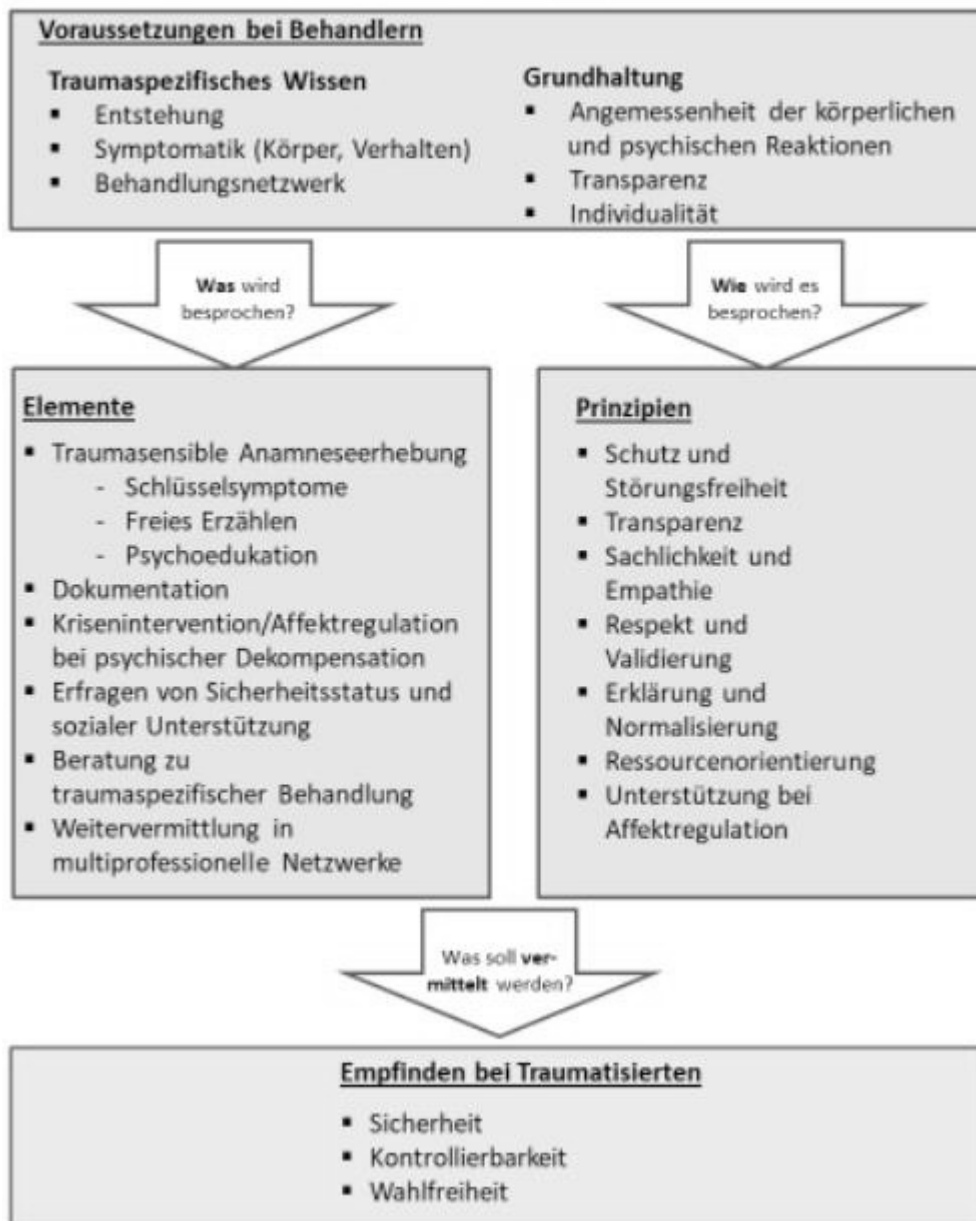 Voraussetzungen bei Behandlern
Traumaspezifisches Wissen
▪ Entstehung
▪ Symptomatik (Körper, Verhalten)
▪ Behandlungsnetzwerk
Grundhaltung
▪ Angemessenheit der körperlichen
und psychischen Reaktionen
▪ Transparenz
▪ Individualität
Was wird
besprochen?
Wie wird es
besprochen?
Elemente
▪ Traumasensible Anamneseerhebung
- Schlüsselsymptome
- Freies Erzählen
- Psychoedukation
▪ Dokumentation
▪ Krisenintervention/Affektregulation
bei psychischer Dekompensation
▪ Erfragen von Sicherheitsstatus und
sozialer Unterstützung
▪ Beratung zu
traumaspezifischer Behandlung
▪ Weitervermittlung in
multiprofessionelle Netzwerke
Prinzipien
▪ Schutz und
Störungsfreiheit
▪ Transparenz
▪ Sachlichkeit und
Empathie
▪ Respekt und
Validierung
▪ Erklärung und
Normalisierung
▪ Ressourcenorientierung
▪ Unterstützung bei
Affektregulation
Was soll ver-
mittelt werden?
Empfinden bei Traumatisierten
▪ Sicherheit
▪ Kontrollierbarkeit
▪ Wahlfreiheit